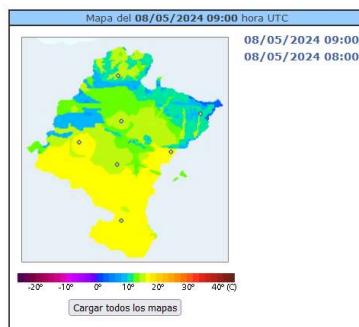 Mapa del 08/05/2024 09:00 hora UTC
08/05/2024 09:00
08/05/2024 08:00
-20° -10° 0° 10° 20° 30° 40° (C)
Cargar todos los mapas